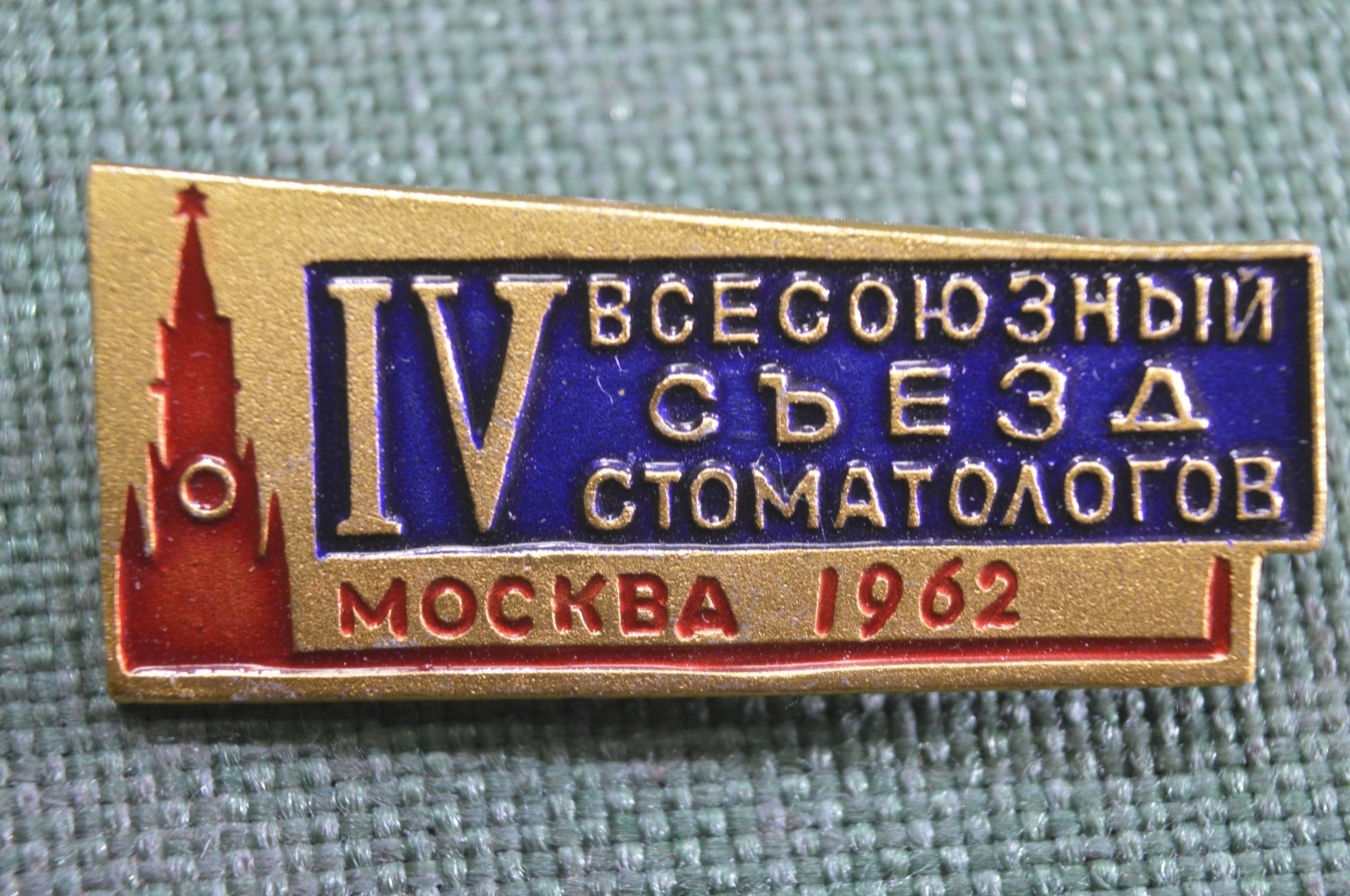 IV ВСЕСОЮЗНЫЙ
СЪЕЗД
СТОМАТОЛОГОВ
МОСКВА 1962